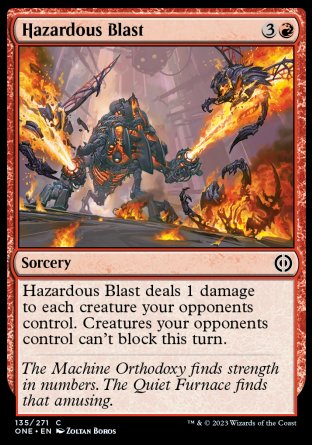 Hazardous Blast 3
Sorcery
Hazardous Blast deals 1 damage
to each creature your opponents
control. Creatures your opponents
control can't block this turn.
The Machine Orthodoxy finds strength
in numbers. The Quiet Furnace finds
that amusing.
135/271 C
ONE • EN ZOLTAN BOROS
™ & © 2023 Wizards of the Coast